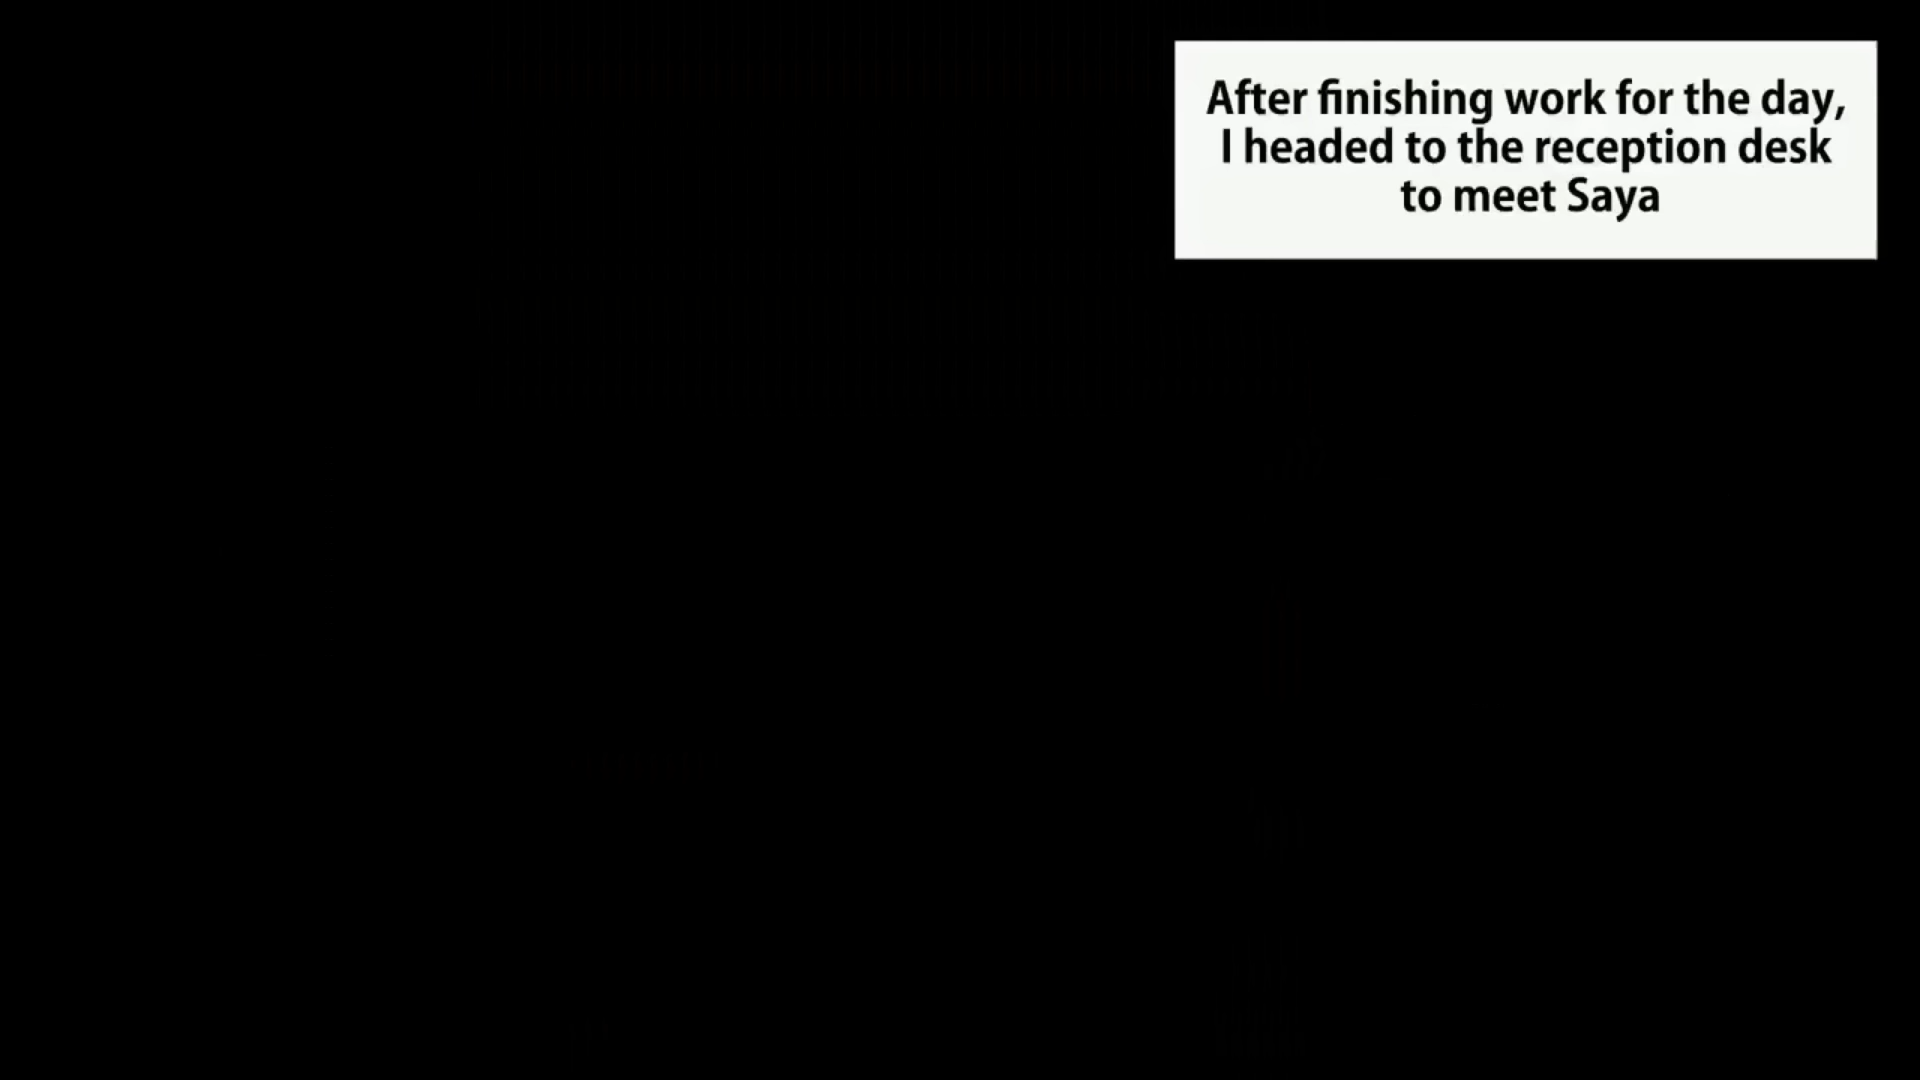 After finishing work for the day,
I headed to the reception desk
to meet Saya